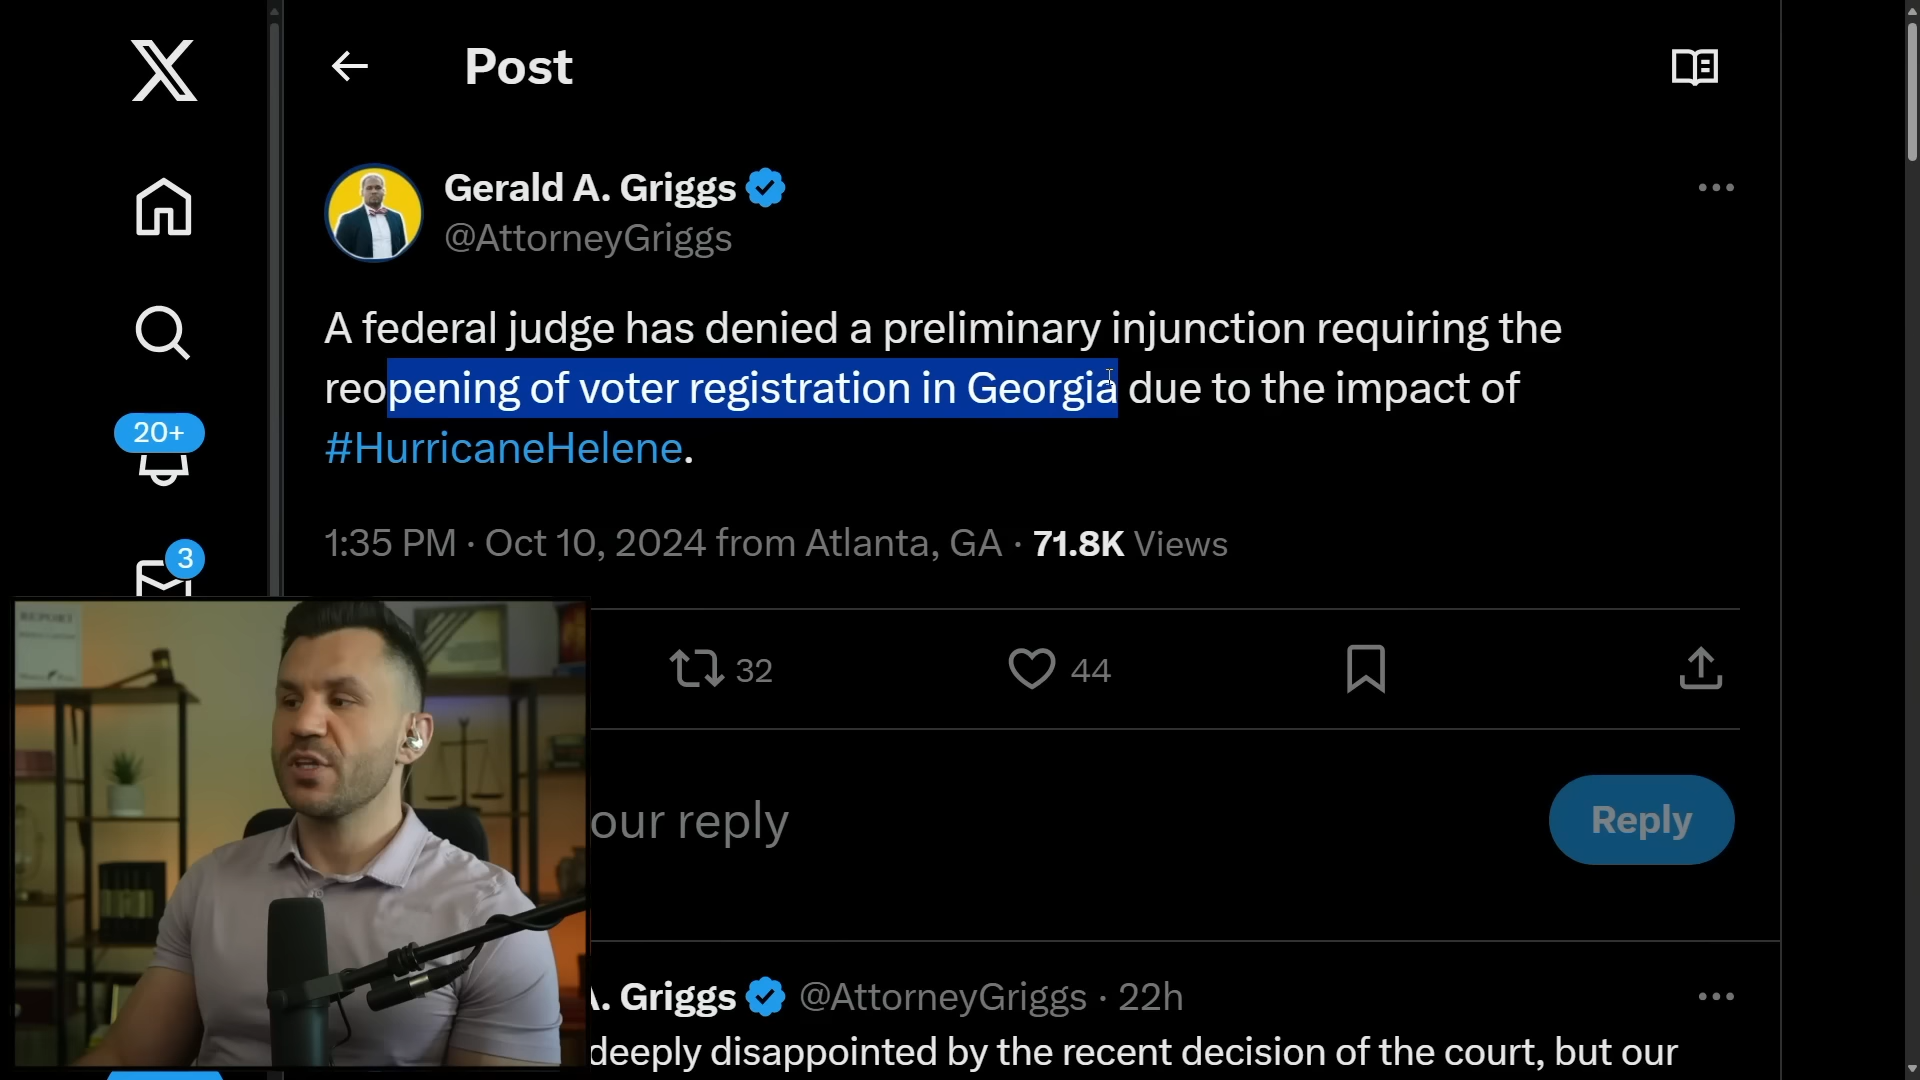 Post
Gerald A. Griggs
@AttorneyGriggs
A federal judge has denied a preliminary injunction requiring the
reopening of voter registration in Georgia due to the impact of
#HurricaneHelene.
20+
1:35 PM · Oct 10, 2024 from Atlanta, GA · 71.8K Views
3
REPORT
32
44
our reply
Reply
. Griggs @AttorneyGriggs · 22h
deeply disappointed by the recent decision of the court, but our